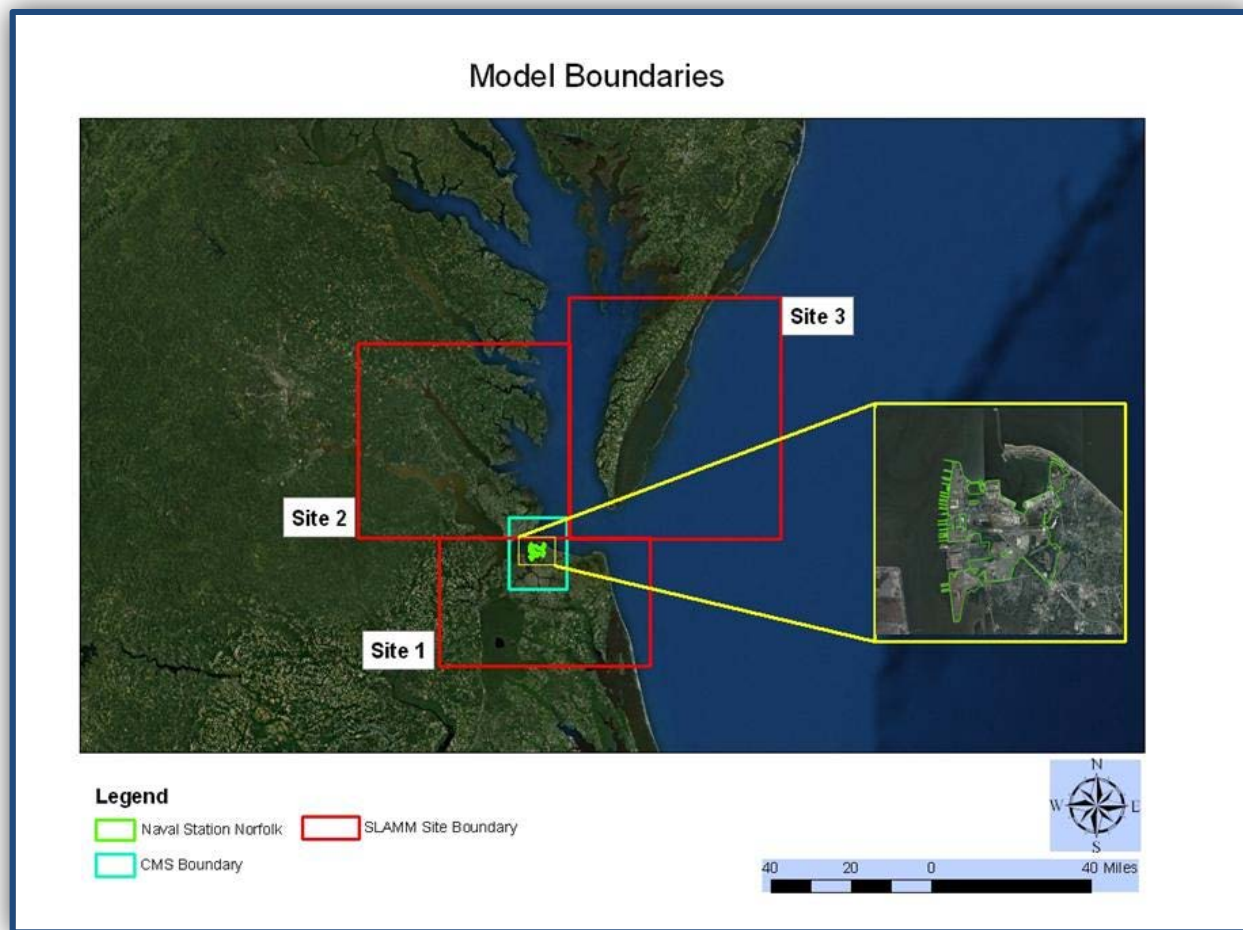 Model Boundaries
Site 3
Site 2
Site 1
Legend
Naval Station Norfolk
SLAMM Site Boundary
CMS Boundary
N
W
E
S
40 20 0 40 Miles